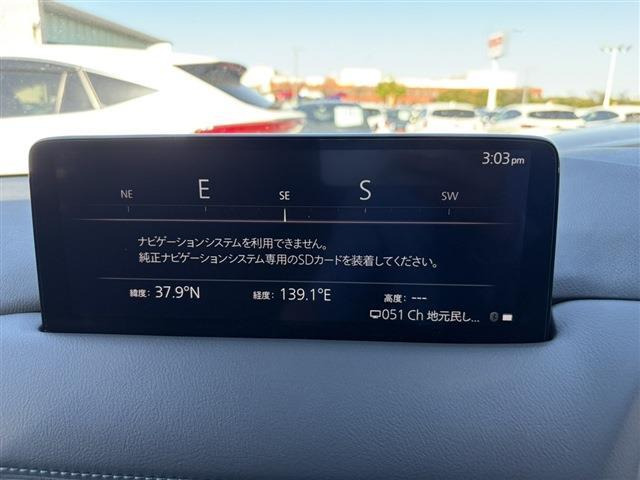 3:03pm
NE E SE S SW
ナビゲーションシステムを利用できません。
純正ナビゲーションシステム専用のSDカードを装着してください。
緯度: 37.9°N 経度: 139.1°E 高度: ---
051 Ch 地元民し...